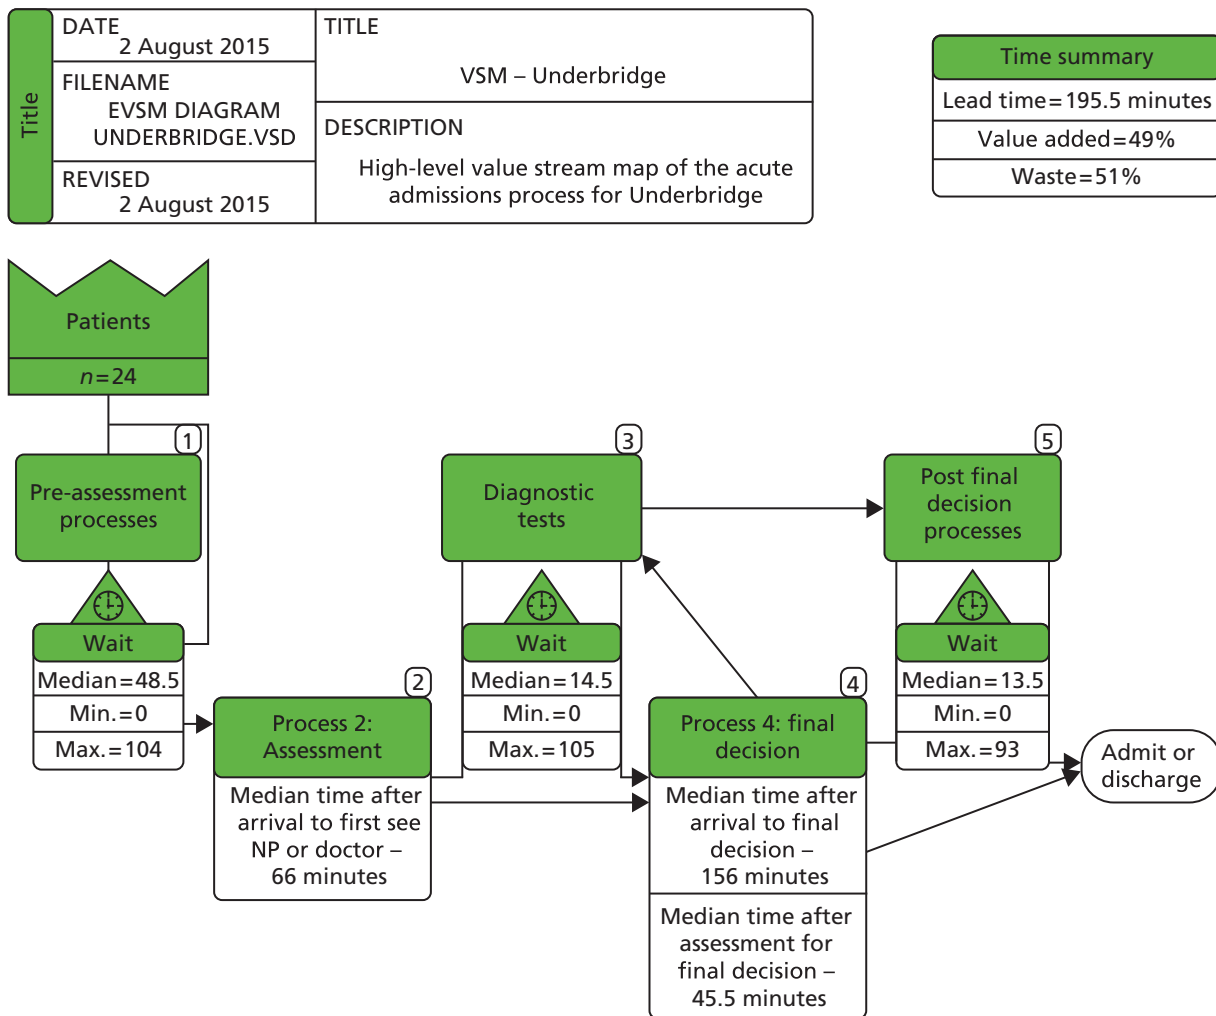 Title
DATE
2 August 2015
FILENAME
EVSM DIAGRAM
UNDERBRIDGE.VSD
REVISED
2 August 2015
TITLE
VSM – Underbridge
DESCRIPTION
High-level value stream map of the acute
admissions process for Underbridge
Time summary
Lead time=195.5 minutes
Value added=49%
Waste=51%
Patients
n=24
1
Pre-assessment
processes
Wait
Median=48.5
Min.=0
Max.=104
2
Process 2:
Assessment
Median time after
arrival to first see
NP or doctor –
66 minutes
3
Diagnostic
tests
Wait
Median=14.5
Min.=0
Max.=105
4
Process 4: final
decision
Median time after
arrival to final
decision –
156 minutes
Median time after
assessment for
final decision –
45.5 minutes
5
Post final
decision
processes
Wait
Median=13.5
Min.=0
Max.=93
Admit or
discharge